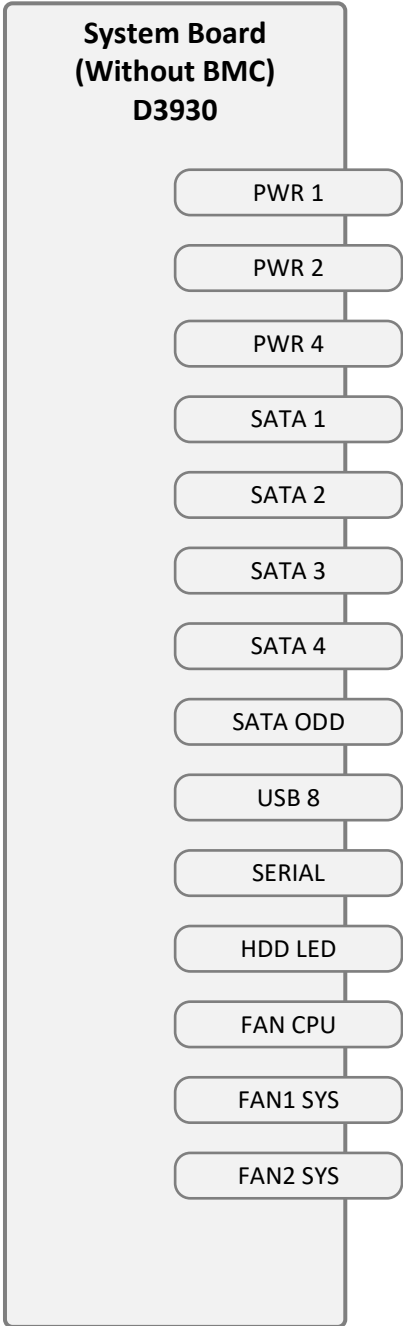 System Board
(Without BMC)
D3930
PWR 1
PWR 2
PWR 4
SATA 1
SATA 2
SATA 3
SATA 4
SATA ODD
USB 8
SERIAL
HDD LED
FAN CPU
FAN1 SYS
FAN2 SYS